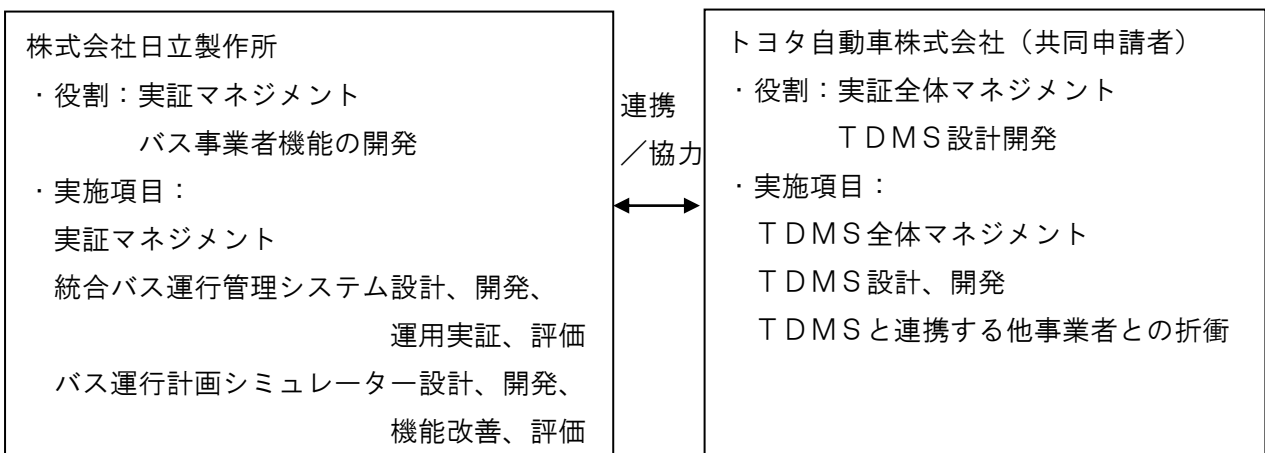 株式会社日立製作所
・役割：実証マネジメント
バス事業者機能の開発
・実施項目：
実証マネジメント
統合バス運行管理システム設計、開発、
運用実証、評価
バス運行計画シミュレーター設計、開発、
機能改善、評価
連携
／協力
トヨタ自動車株式会社（共同申請者）
・役割：実証全体マネジメント
ＴＤＭＳ設計開発
・実施項目：
ＴＤＭＳ全体マネジメント
ＴＤＭＳ設計、開発
ＴＤＭＳと連携する他事業者との折衝